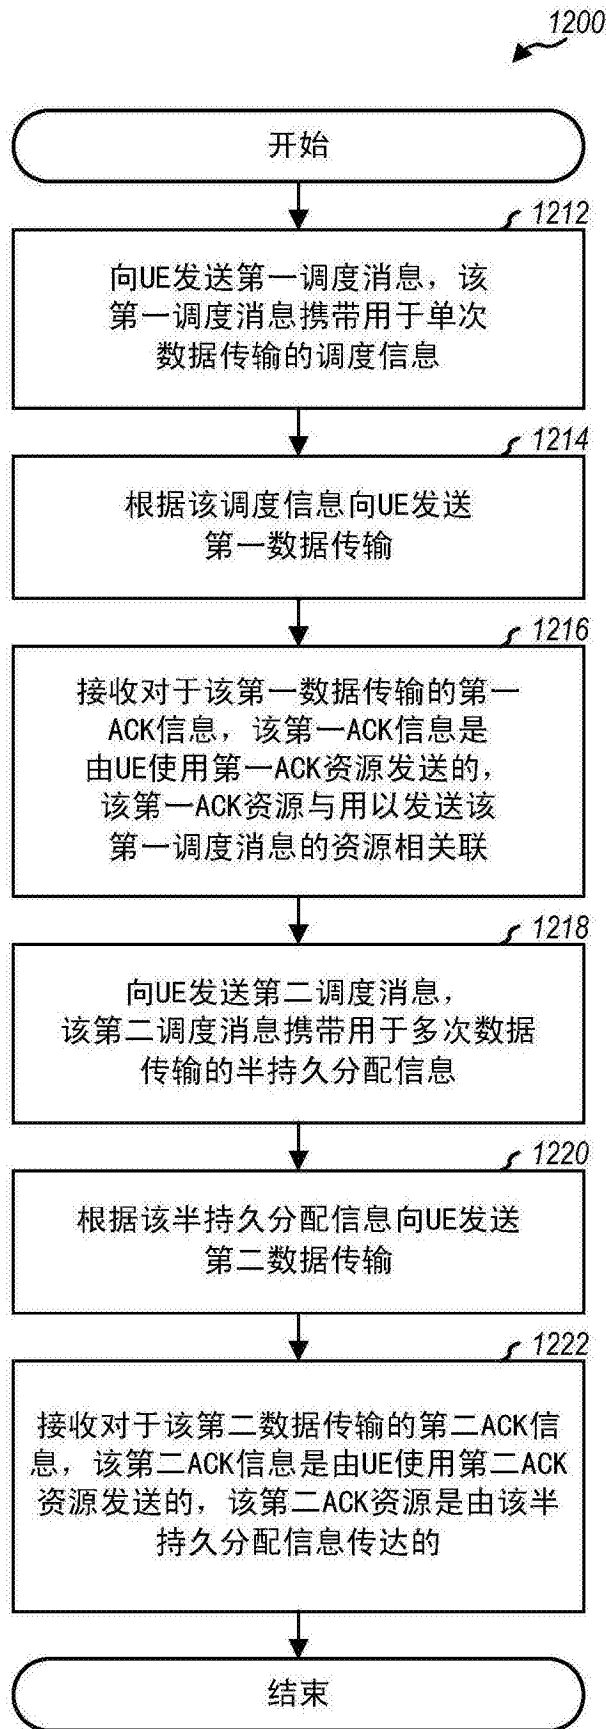 1200
开始
1212
向UE发送第一调度消息，该
第一调度消息携带用于单次
数据传输的调度信息
1214
根据该调度信息向UE发送
第一数据传输
1216
接收对于该第一数据传输的第一
ACK信息，该第一ACK信息是
由UE使用第一ACK资源发送的，
该第一ACK资源与用以发送该
第一调度消息的资源相关联
1218
向UE发送第二调度消息，
该第二调度消息携带用于多次数据
传输的半持久分配信息
1220
根据该半持久分配信息向UE发送
第二数据传输
1222
接收对于该第二数据传输的第二ACK信
息，该第二ACK信息是由UE使用第二ACK
资源发送的，该第二ACK资源是由该半
持久分配信息传达的
结束